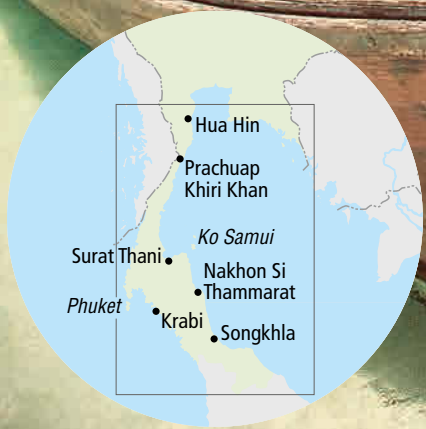 Hua Hin
Prachuap
Khiri Khan
Ko Samui
Surat Thani
Nakhon Si
Thammarat
Phuket
Krabi
Songkhla